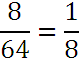 8/64 = 1/8